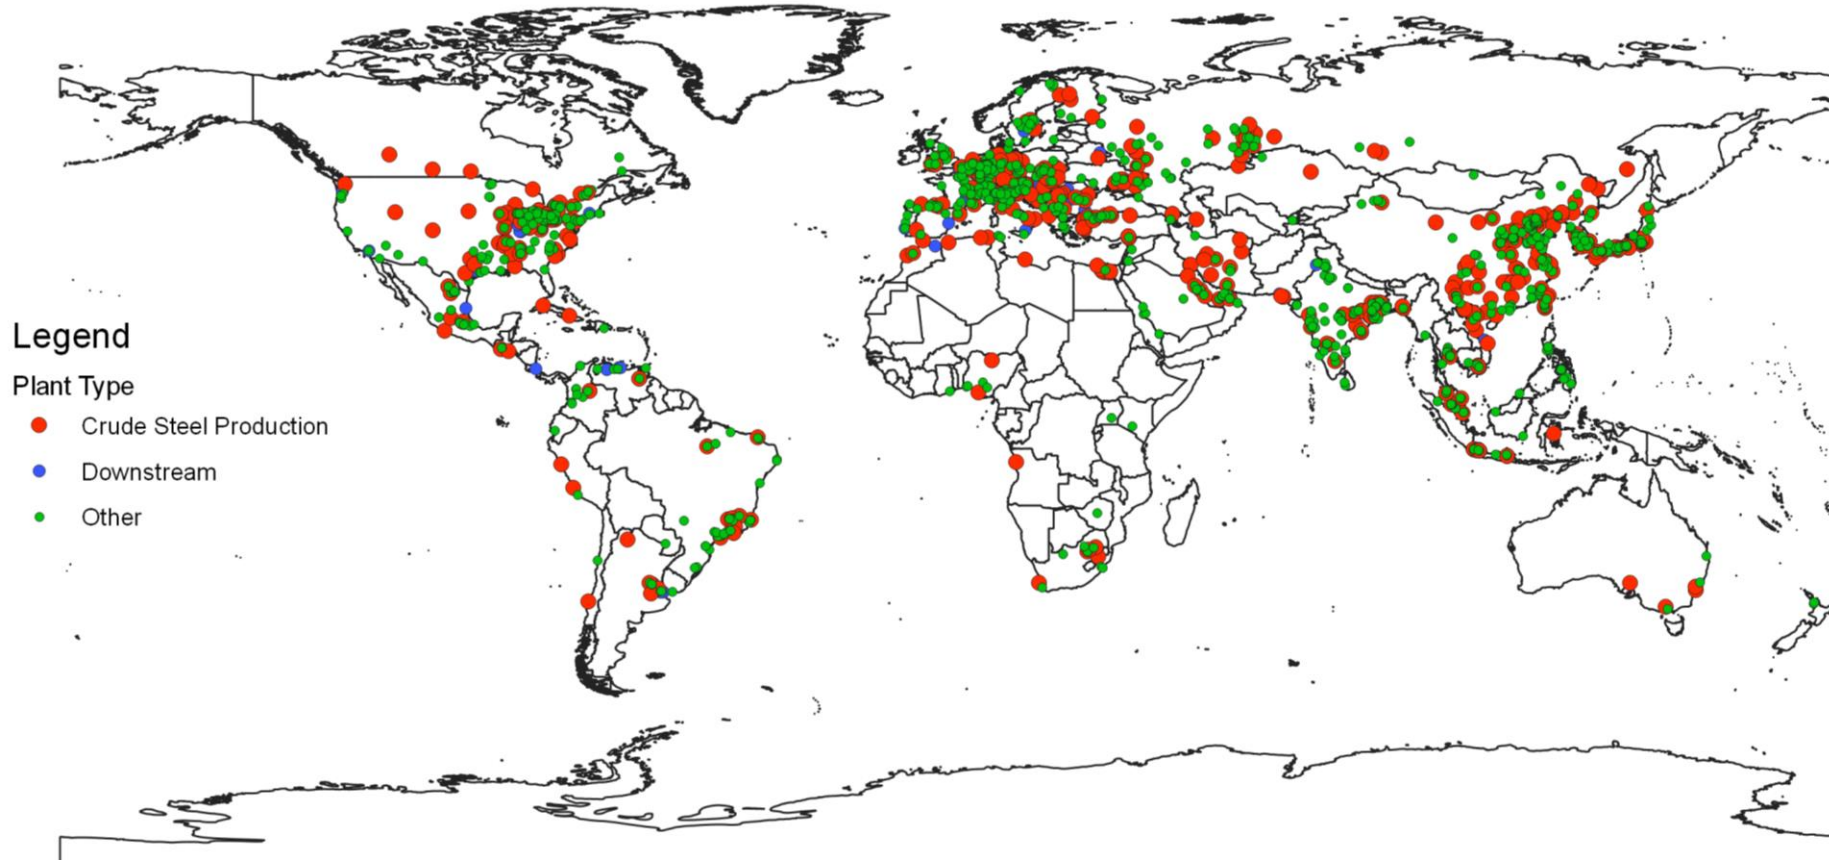 Legend
Plant Type
Crude Steel Production
Downstream
Other